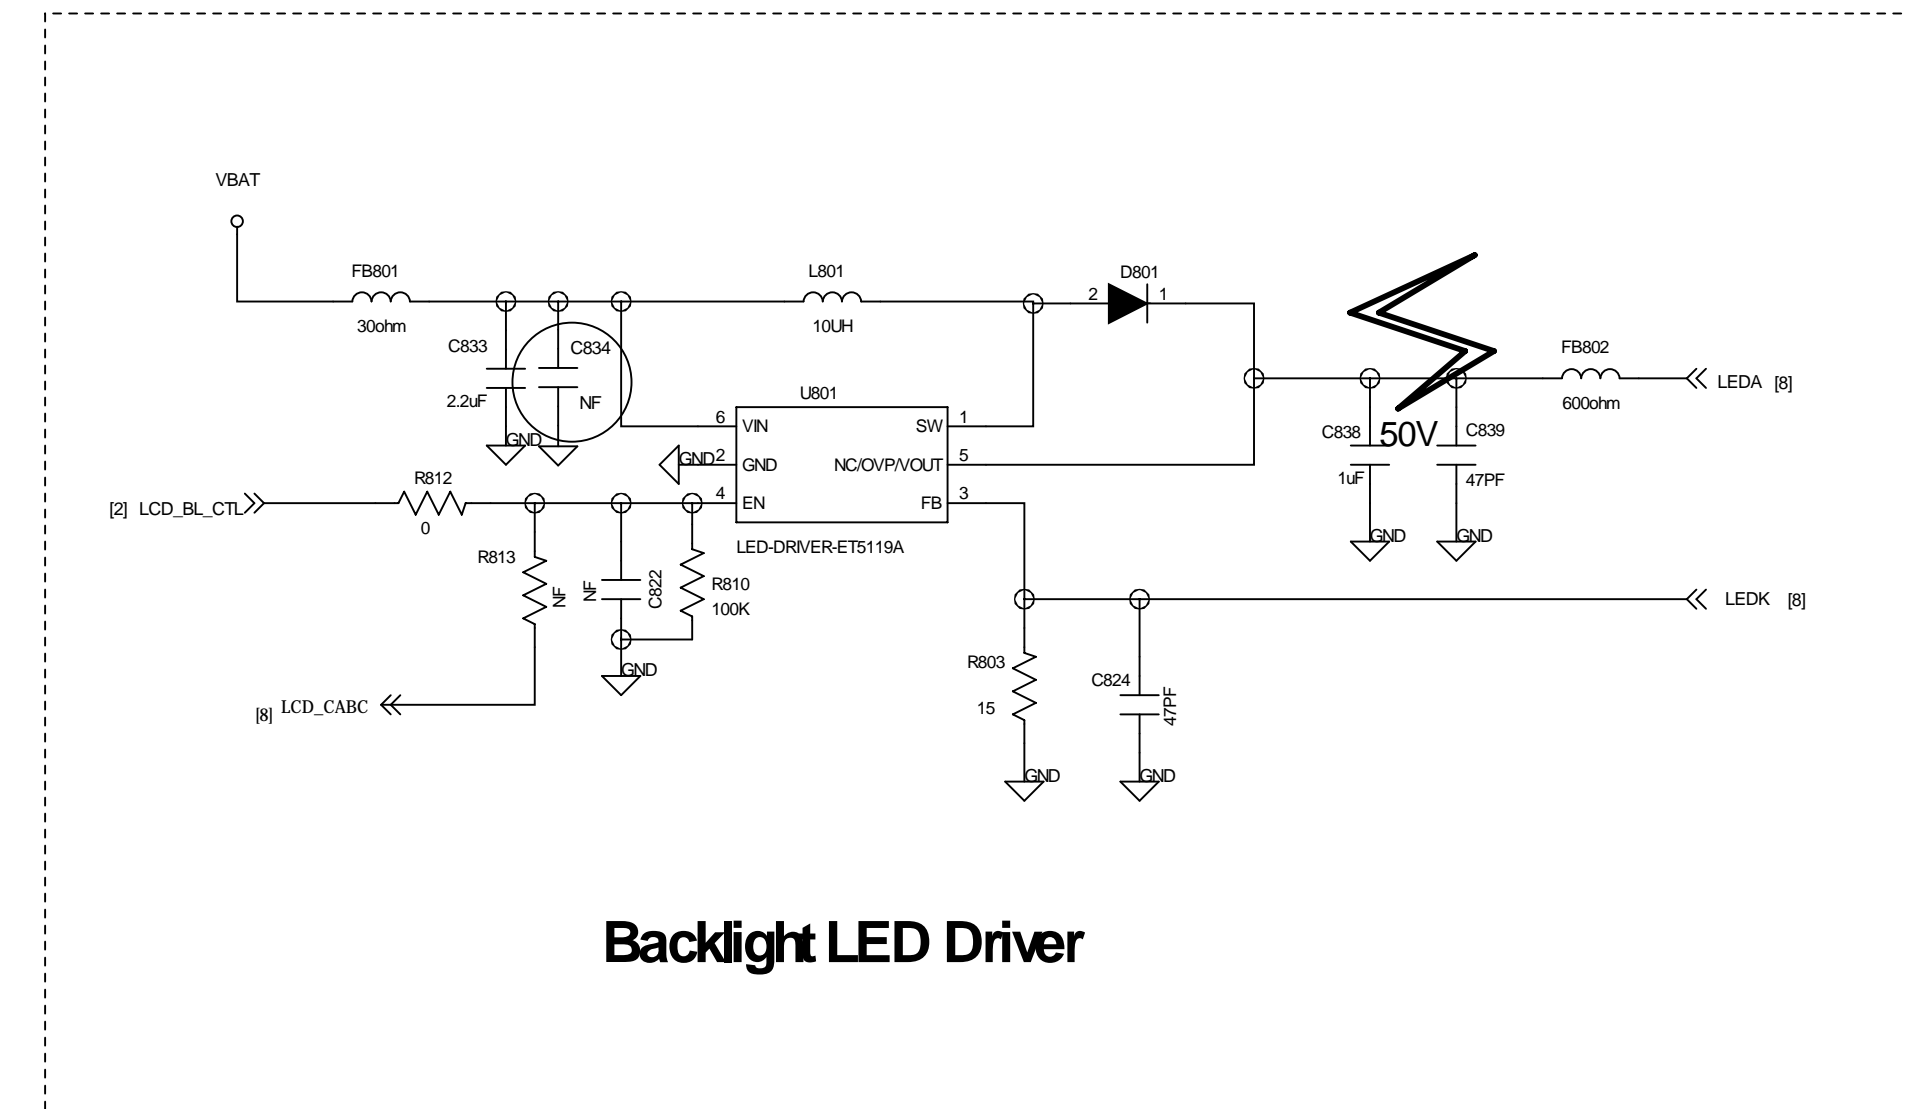 VBAT
FB801
L801
D801
30ohm
10UH
2
1
C833
C834
FB802
2.2uF
NF
U801
LEDA [8]
600ohm
GND
6
VIN
SW
1
C838
50V
C839
GND
2
GND
NC/OVP/VOUT
5
1uF
47PF
R812
[2] LCD_BL_CTL
0
4
EN
FB
3
GND
GND
LED-DRIVER-ET5119A
R813
NF
NF
C822
R810
100K
LEDK [8]
GND
R803
15
C824
47PF
[8] LCD_CABC
GND
GND
Backlight LED Driver